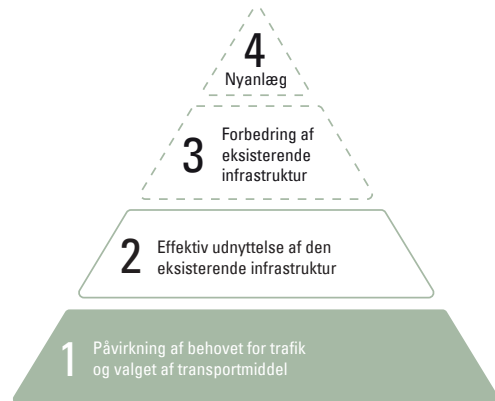 4
Nyanlæg
3
Forbedring af
eksisterende
infrastruktur
2
Effektiv udnyttelse af den
eksisterende infrastruktur
1
Påvirkning af behovet for trafik
og valget af transportmiddel